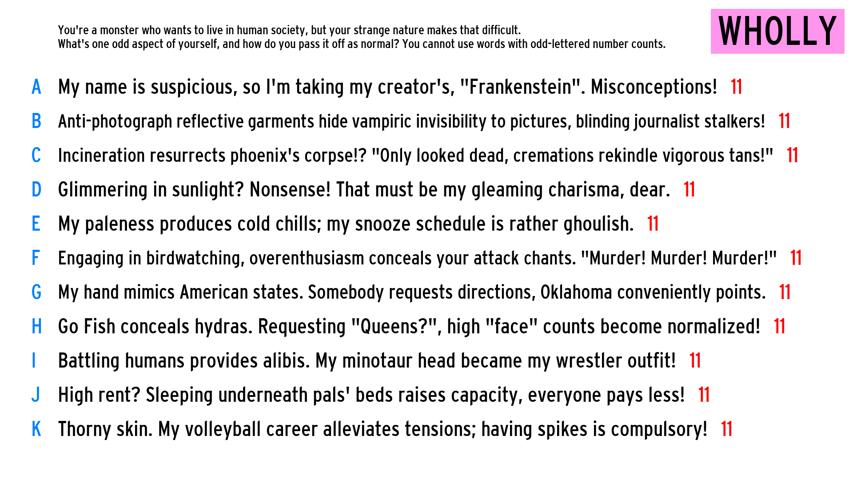 You're a monster who wants to live in human society, but your strange nature makes that difficult.
What's one odd aspect of yourself, and how do you pass it off as normal? You cannot use words with odd-lettered number counts.
WHOLLY
A My name is suspicious, so I'm taking my creator's, "Frankenstein". Misconceptions! 11
B Anti-photograph reflective garments hide vampiric invisibility to pictures, blinding journalist stalkers! 11
C Incineration resurrects phoenix's corpse!? "Only looked dead, cremations rekindle vigorous tans!" 11
D Glimmering in sunlight? Nonsense! That must be my gleaming charisma, dear. 11
E My paleness produces cold chills; my snooze schedule is rather ghoulish. 11
F Engaging in birdwatching, overenthusiasm conceals your attack chants. "Murder! Murder! Murder!" 11
G My hand mimics American states. Somebody requests directions, Oklahoma conveniently points. 11
H Go Fish conceals hydras. Requesting "Queens?", high "face" counts become normalized! 11
I Battling humans provides alibis. My minotaur head became my wrestler outfit! 11
J High rent? Sleeping underneath pals' beds raises capacity, everyone pays less! 11
K Thorny skin. My volleyball career alleviates tensions; having spikes is compulsory! 11